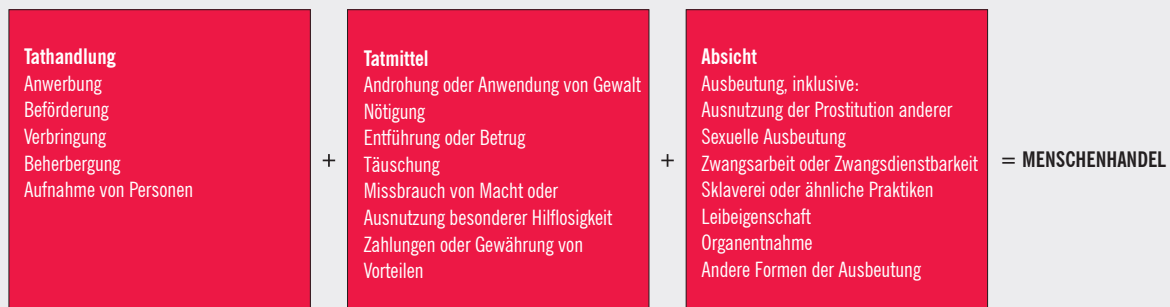 Tathandlung
Anwerbung
Beförderung
Verbringung
Beherbergung
Aufnahme von Personen
+
Tatmittel
Androhung oder Anwendung von Gewalt
Nötigung
Entführung oder Betrug
Täuschung
Missbrauch von Macht oder
Ausnutzung besonderer Hilflosigkeit
Zahlungen oder Gewährung von
Vorteilen
+
Absicht
Ausbeutung, inklusive:
Ausnutzung der Prostitution anderer
Sexuelle Ausbeutung
Zwangsarbeit oder Zwangsdienstbarkeit
Sklaverei oder ähnliche Praktiken
Leibeigenschaft
Organentnahme
Andere Formen der Ausbeutung
= MENSCHENHANDEL